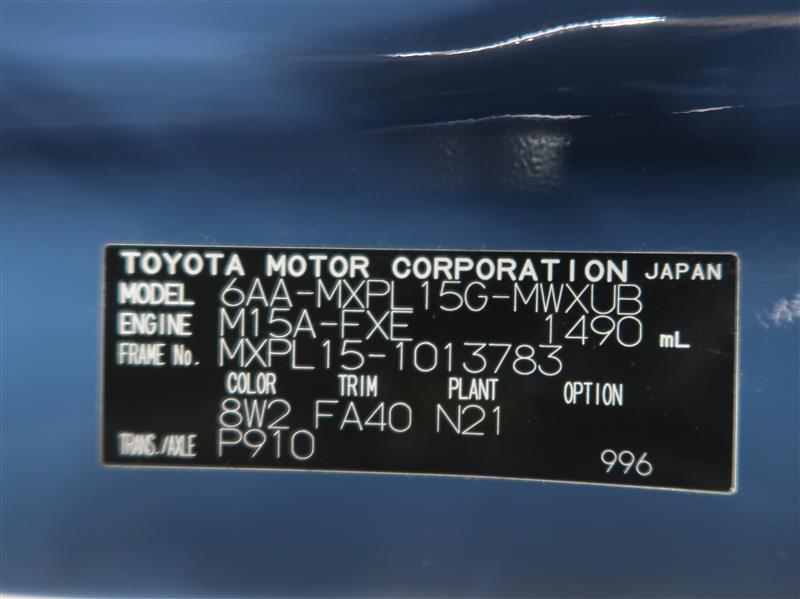 TOYOTA MOTOR CORPORATION JAPAN
MODEL 6AA-MXPL15G-MWXUB
ENGINE M15A-FXE 1490 mL
FRAME No. MXPL15-1013783
COLOR TRIM PLANT OPTION
8W2 FA40 N21
TRANS./AXLE P910
996